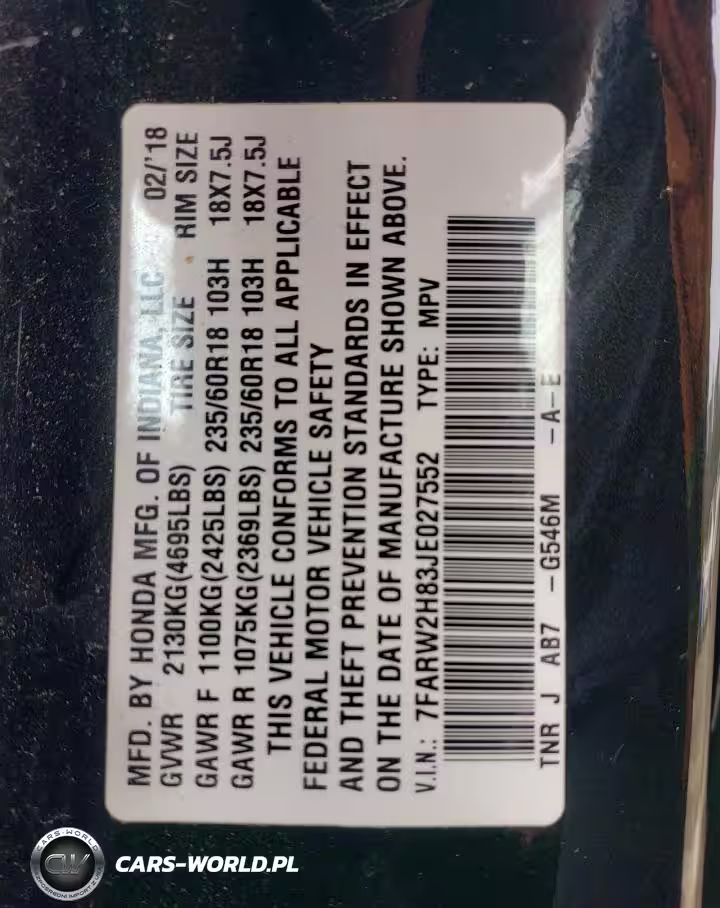 MFD. BY HONDA MFG. OF INDIANA, LLC 02/'18
GVWR 2130KG(4695LBS) TIRE SIZE RIM SIZE
GAWR F 1100KG(2425LBS) 235/60R18 103H 18X7.5J
GAWR R 1075KG(2369LBS) 235/60R18 103H 18X7.5J
THIS VEHICLE CONFORMS TO ALL APPLICABLE
FEDERAL MOTOR VEHICLE SAFETY
AND THEFT PREVENTION STANDARDS IN EFFECT
ON THE DATE OF MANUFACTURE SHOWN ABOVE.
V.I.N.: 7FARW2H83JE027552 TYPE: MPV
TNR J AB7 -G546M -A-E
CARS-WORLD
CW
CARS-WORLD.PL